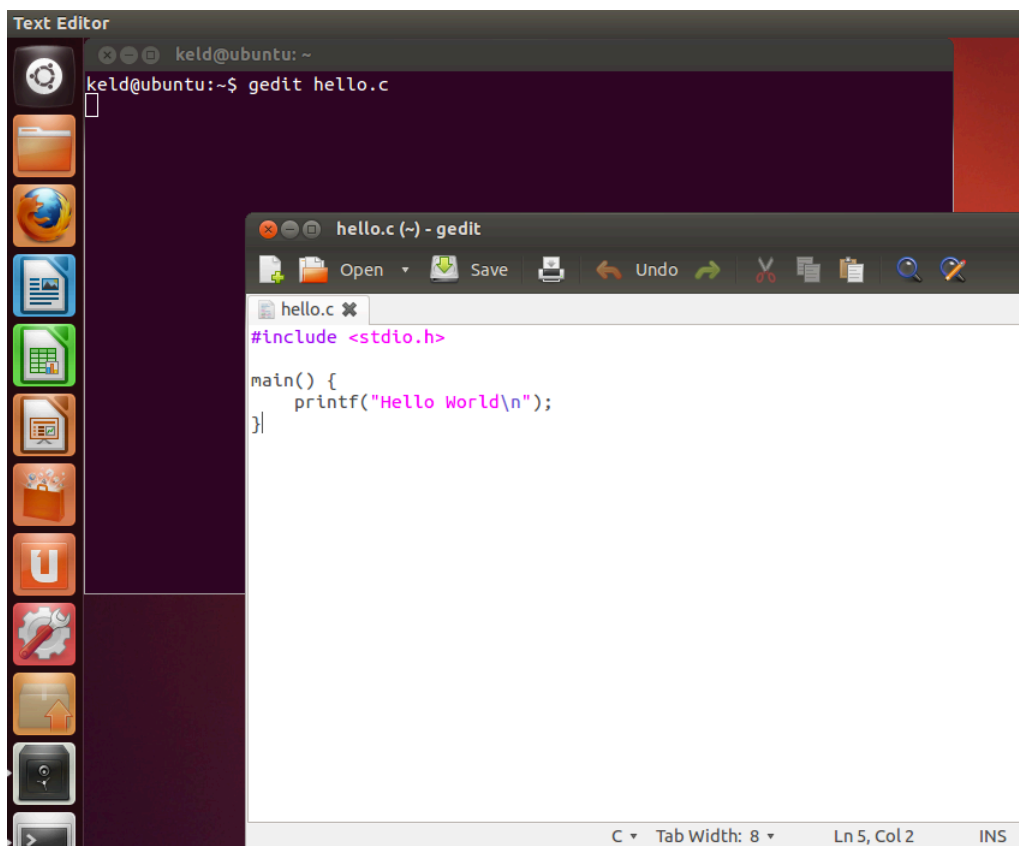 Text Editor
keld@ubuntu: ~
keld@ubuntu:~$ gedit hello.c
hello.c (~) - gedit
Open Save Undo
hello.c
#include <stdio.h>
main() {
    printf("Hello World\n");
}
C Tab Width: 8 Ln 5, Col 2 INS